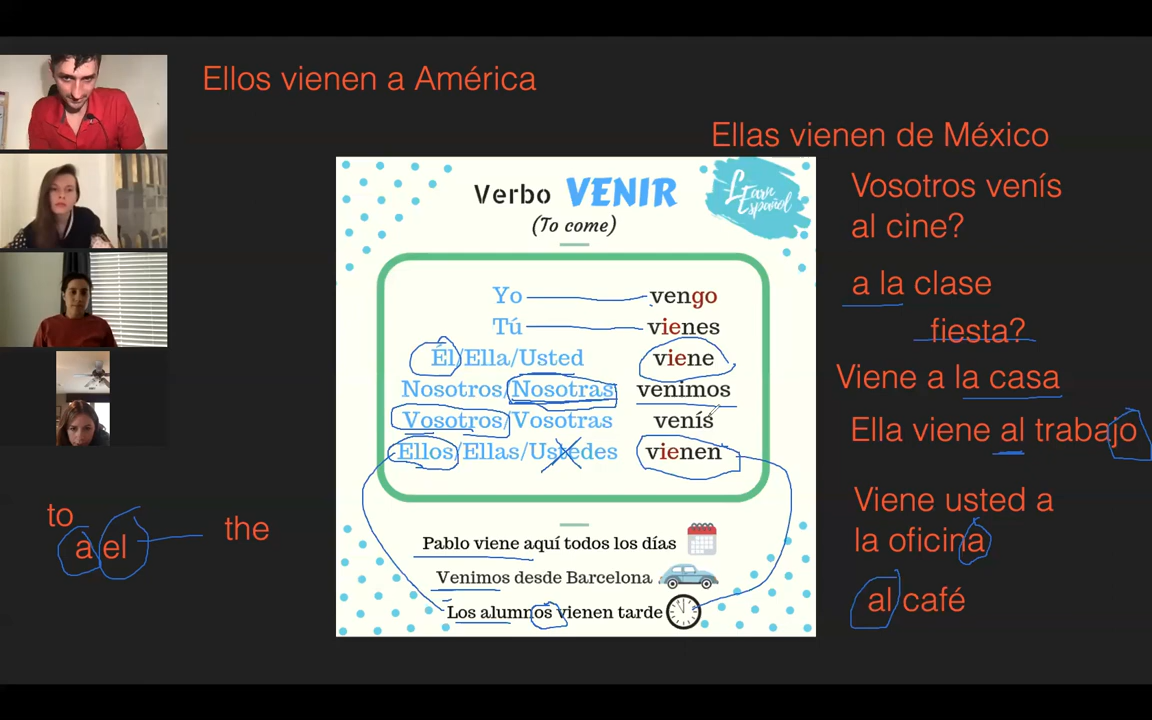 Ellos vienen a América
Ellas vienen de México
Vosotros venís
al cine?
a la clase
fiesta?
Viene a la casa
Ella viene al trabajo
Viene usted a
la oficina
al café
to
a el
the
Verbo VENIR
(To come)
Learn
Español
Yo vengo
Tú vienes
Él/Ella/Usted viene
Nosotros/Nosotras venimos
Vosotros/Vosotras venís
Ellos/Ellas/Ustedes vienen
Pablo viene aquí todos los días
Venimos desde Barcelona .
Los alumnos vienen tarde